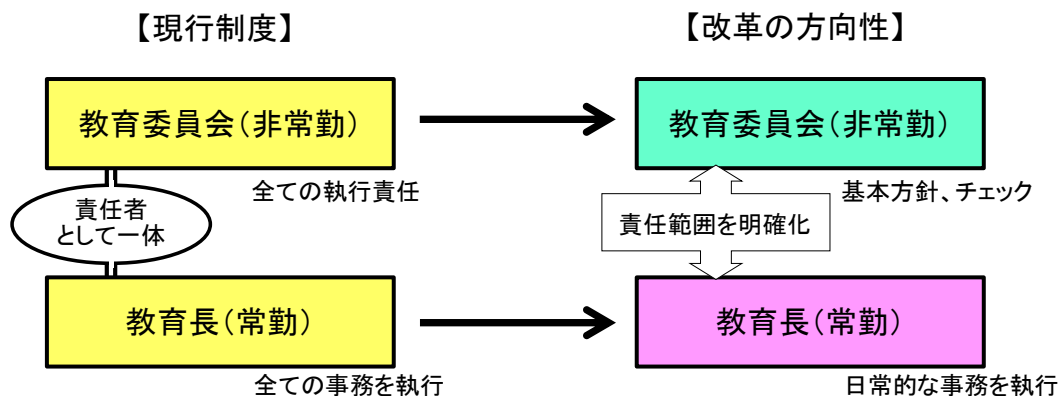 【現行制度】
【改革の方向性】
教育委員会（非常勤）
教育委員会（非常勤）
全ての執行責任
基本方針、チェック
責任者
として一体
責任範囲を明確化
教育長（常勤）
教育長（常勤）
全ての事務を執行
日常的な事務を執行